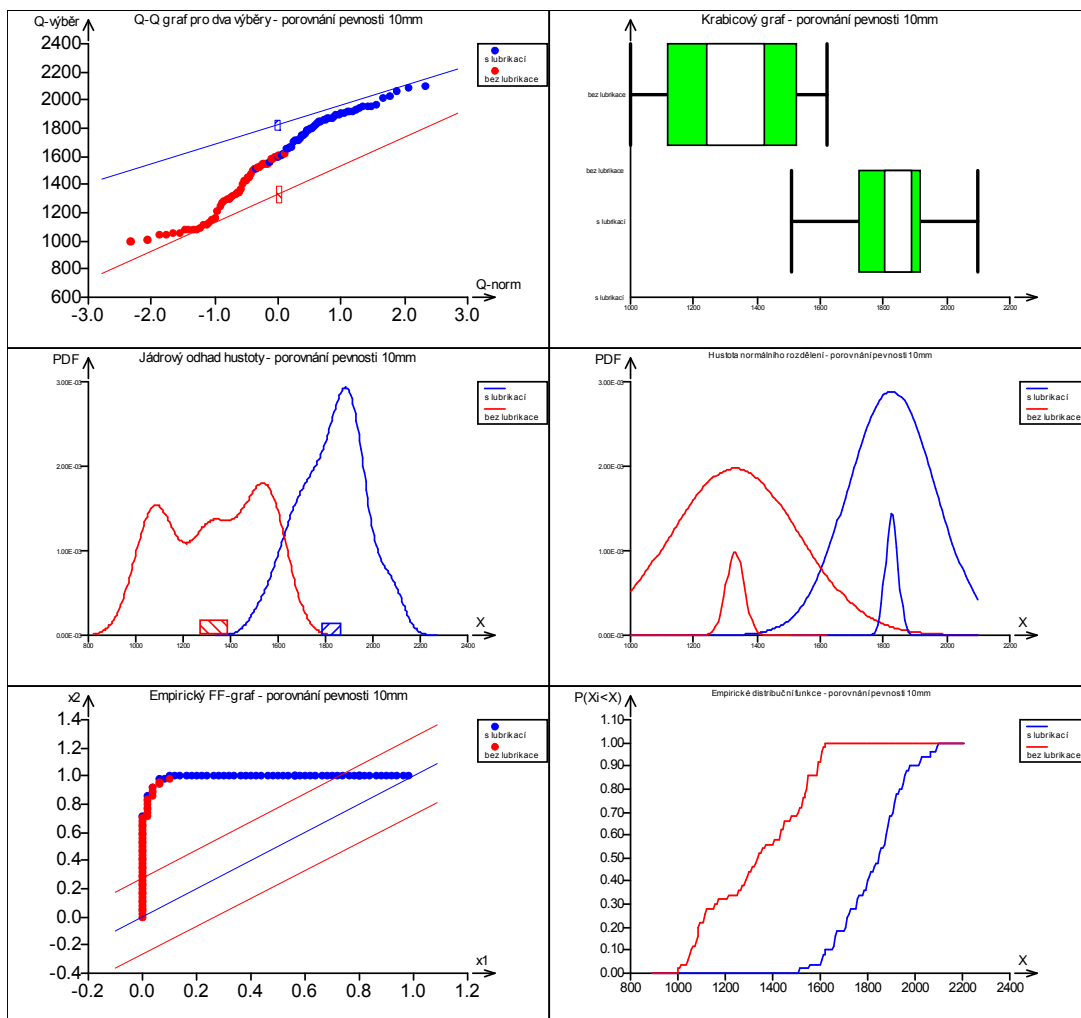 Q-výběr
Q-Q graf pro dva výběry - porovnání pevnosti 10mm
2400
2200
2000
1800
1600
1400
1200
1000
800
600
-3.0 -2.0 -1.0 0.0 1.0 2.0 3.0
Q-norm
s lubrikací
bez lubrikace
Krabicový graf - porovnání pevnosti 10mm
bez lubrikace
bez lubrikace
s lubrikací
s lubrikací
1000 1200 1400 1600 1800 2000 2200
PDF
Jádrový odhad hustoty - porovnání pevnosti 10mm
3.00E-03
2.00E-03
1.00E-03
0.00E-03
800 1000 1200 1400 1600 1800 2000 2200 2400
X
s lubrikací
bez lubrikace
PDF
Hustota normálního rozdělení - porovnání pevnosti 10mm
3.00E-03
2.00E-03
1.00E-03
0.00E-03
1000 1200 1400 1600 1800 2000 2200
X
s lubrikací
bez lubrikace
x2
Empirický FF-graf - porovnání pevnosti 10mm
1.4
1.2
1.0
0.8
0.6
0.4
0.2
0.0
-0.2
-0.4
-0.2 0.0 0.2 0.4 0.6 0.8 1.0 1.2
x1
s lubrikací
bez lubrikace
P(Xi<X)
Empirické distribuční funkce - porovnání pevnosti 10mm
1.10
1.00
0.90
0.80
0.70
0.60
0.50
0.40
0.30
0.20
0.10
0.00
800 1000 1200 1400 1600 1800 2000 2200 2400
X
s lubrikací
bez lubrikace